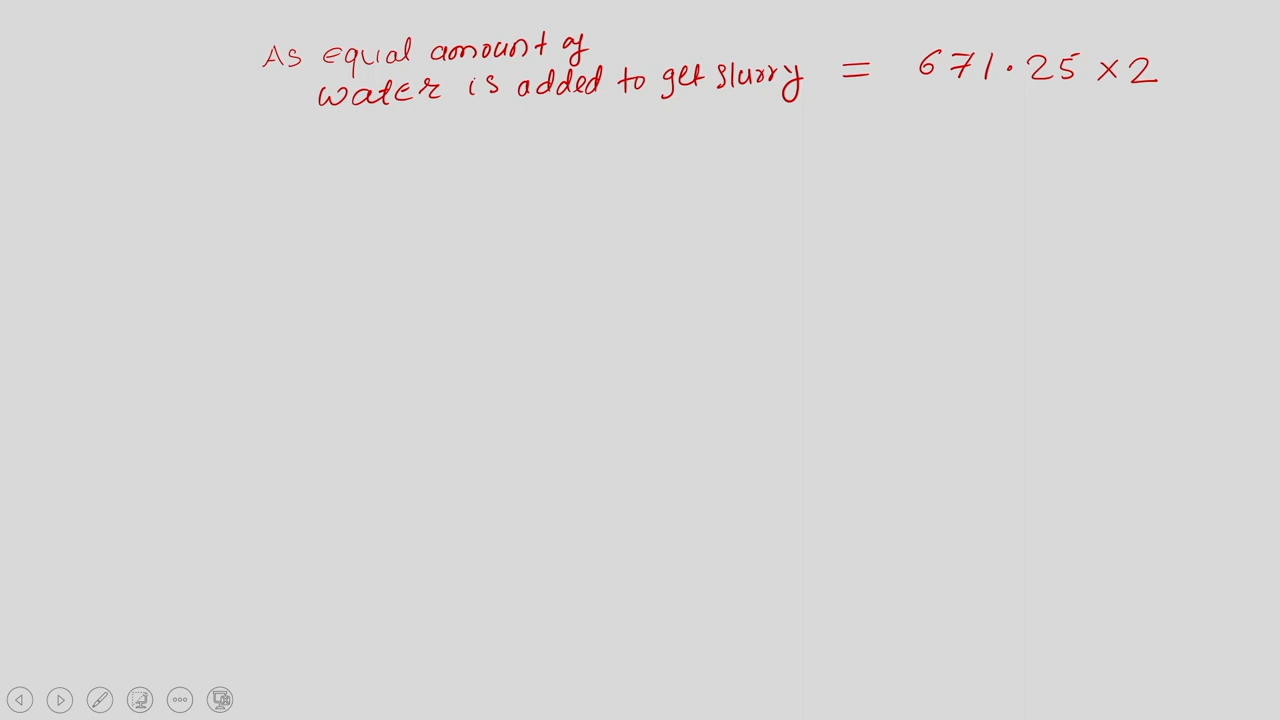 As equal amount of
water is added to get slurry = 671.25 × 2